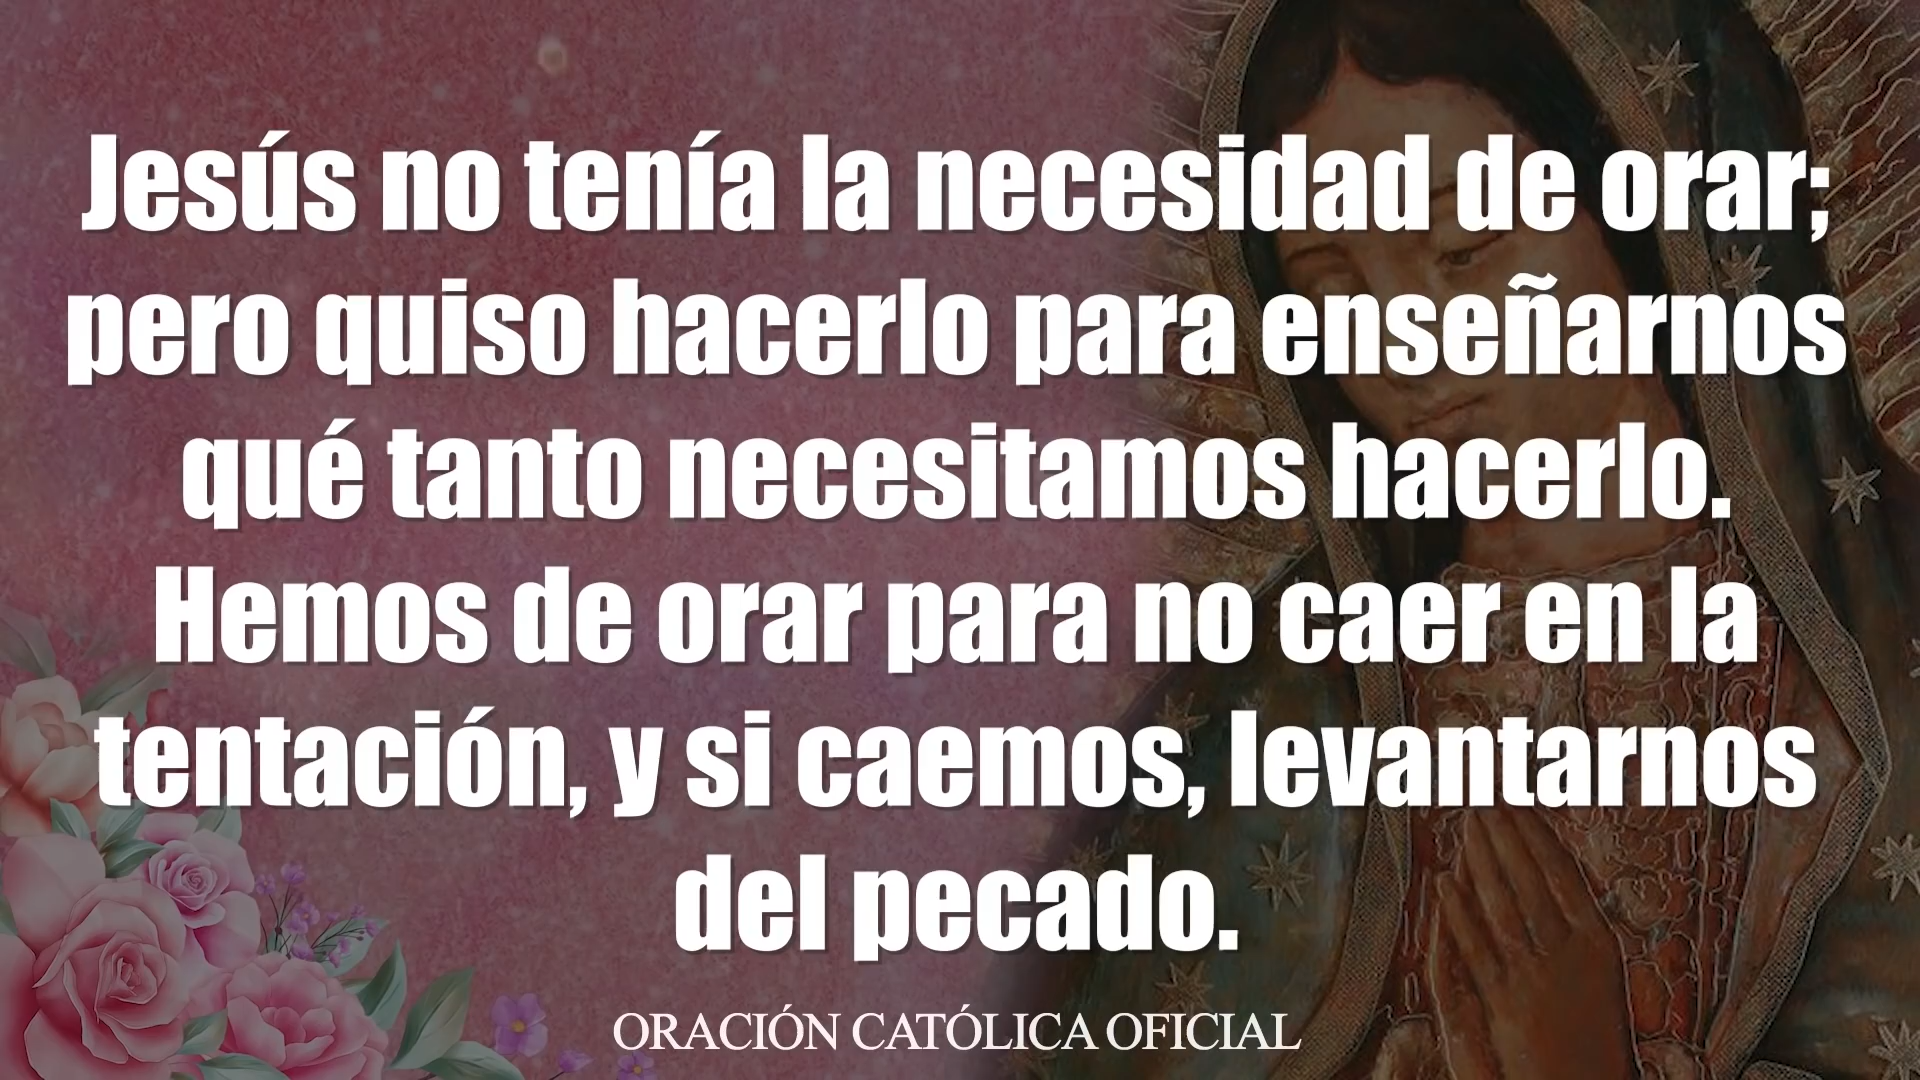 Jesús no tenía la necesidad de orar;
pero quiso hacerlo para enseñarnos
qué tanto necesitamos hacerlo.
Hemos de orar para no caer en la
tentación, y si caemos, levantarnos
del pecado.
ORACIÓN CATÓLICA OFICIAL